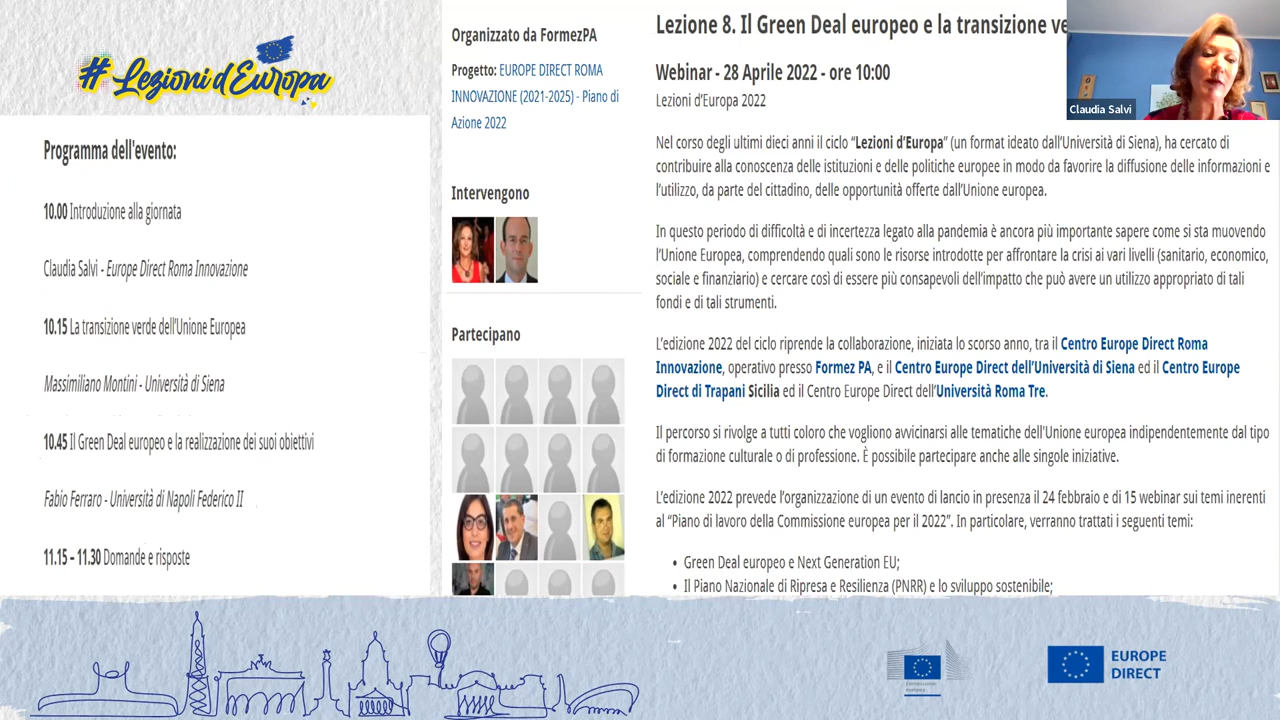 # Lezioni d'Europa
Programma dell'evento:
10.00 Introduzione alla giornata
Claudia Salvi - Europe Direct Roma Innovazione
10.15 La transizione verde dell'Unione Europea
Massimiliano Montini - Università di Siena
10.45 Il Green Deal europeo e la realizzazione dei suoi obiettivi
Fabio Ferraro - Università di Napoli Federico II
11.15 – 11.30 Domande e risposte
Organizzato da FormezPA
Progetto: EUROPE DIRECT ROMA
INNOVAZIONE (2021-2025) - Piano di
Azione 2022
Intervengono
Partecipano
Lezione 8. Il Green Deal europeo e la transizione ve
Webinar - 28 Aprile 2022 - ore 10:00
Lezioni d'Europa 2022
Nel corso degli ultimi dieci anni il ciclo “Lezioni d’Europa” (un format ideato dall’Università di Siena), ha cercato di
contribuire alla conoscenza delle istituzioni e delle politiche europee in modo da favorire la diffusione delle informazioni e
l’utilizzo, da parte del cittadino, delle opportunità offerte dall’Unione europea.
In questo periodo di difficoltà e di incertezza legato alla pandemia è ancora più importante sapere come si sta muovendo
l’Unione Europea, comprendendo quali sono le risorse introdotte per affrontare la crisi ai vari livelli (sanitario, economico,
sociale e finanziario) e cercare così di essere più consapevoli dell’impatto che può avere un utilizzo appropriato di tali
fondi e di tali strumenti.
L’edizione 2022 del ciclo riprende la collaborazione, iniziata lo scorso anno, tra il Centro Europe Direct Roma
Innovazione, operativo presso Formez PA, e il Centro Europe Direct dell’Università di Siena ed il Centro Europe
Direct di Trapani Sicilia ed il Centro Europe Direct dell’Università Roma Tre.
Il percorso si rivolge a tutti coloro che vogliono avvicinarsi alle tematiche dell'Unione europea indipendentemente dal tipo
di formazione culturale o di professione. È possibile partecipare anche alle singole iniziative.
L’edizione 2022 prevede l’organizzazione di un evento di lancio in presenza il 24 febbraio e di 15 webinar sui temi inerenti
al “Piano di lavoro della Commissione europea per il 2022”. In particolare, verranno trattati i seguenti temi:
• Green Deal europeo e Next Generation EU;
• Il Piano Nazionale di Ripresa e Resilienza (PNRR) e lo sviluppo sostenibile;
Claudia Salvi
Commissione
europea
EUROPE
DIRECT